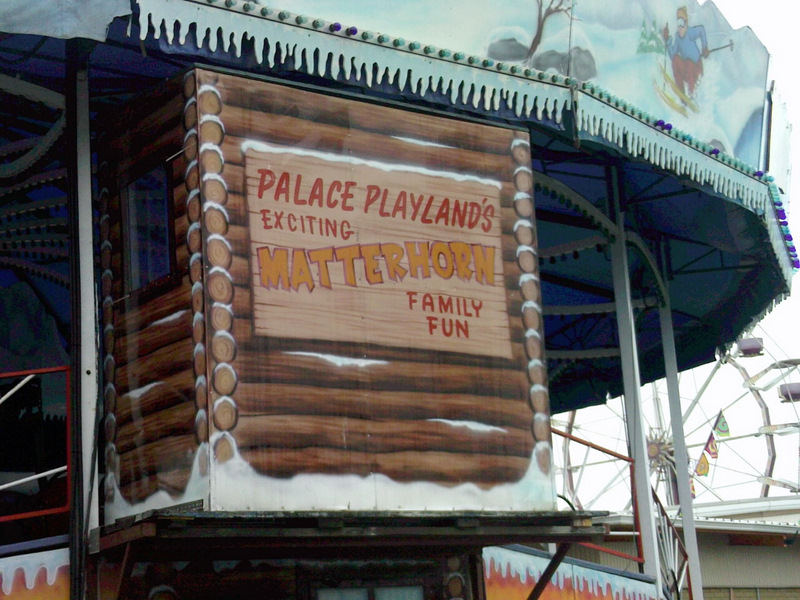 PALACE PLAYLAND'S
EXCITING
MATTERHORN
FAMILY
FUN